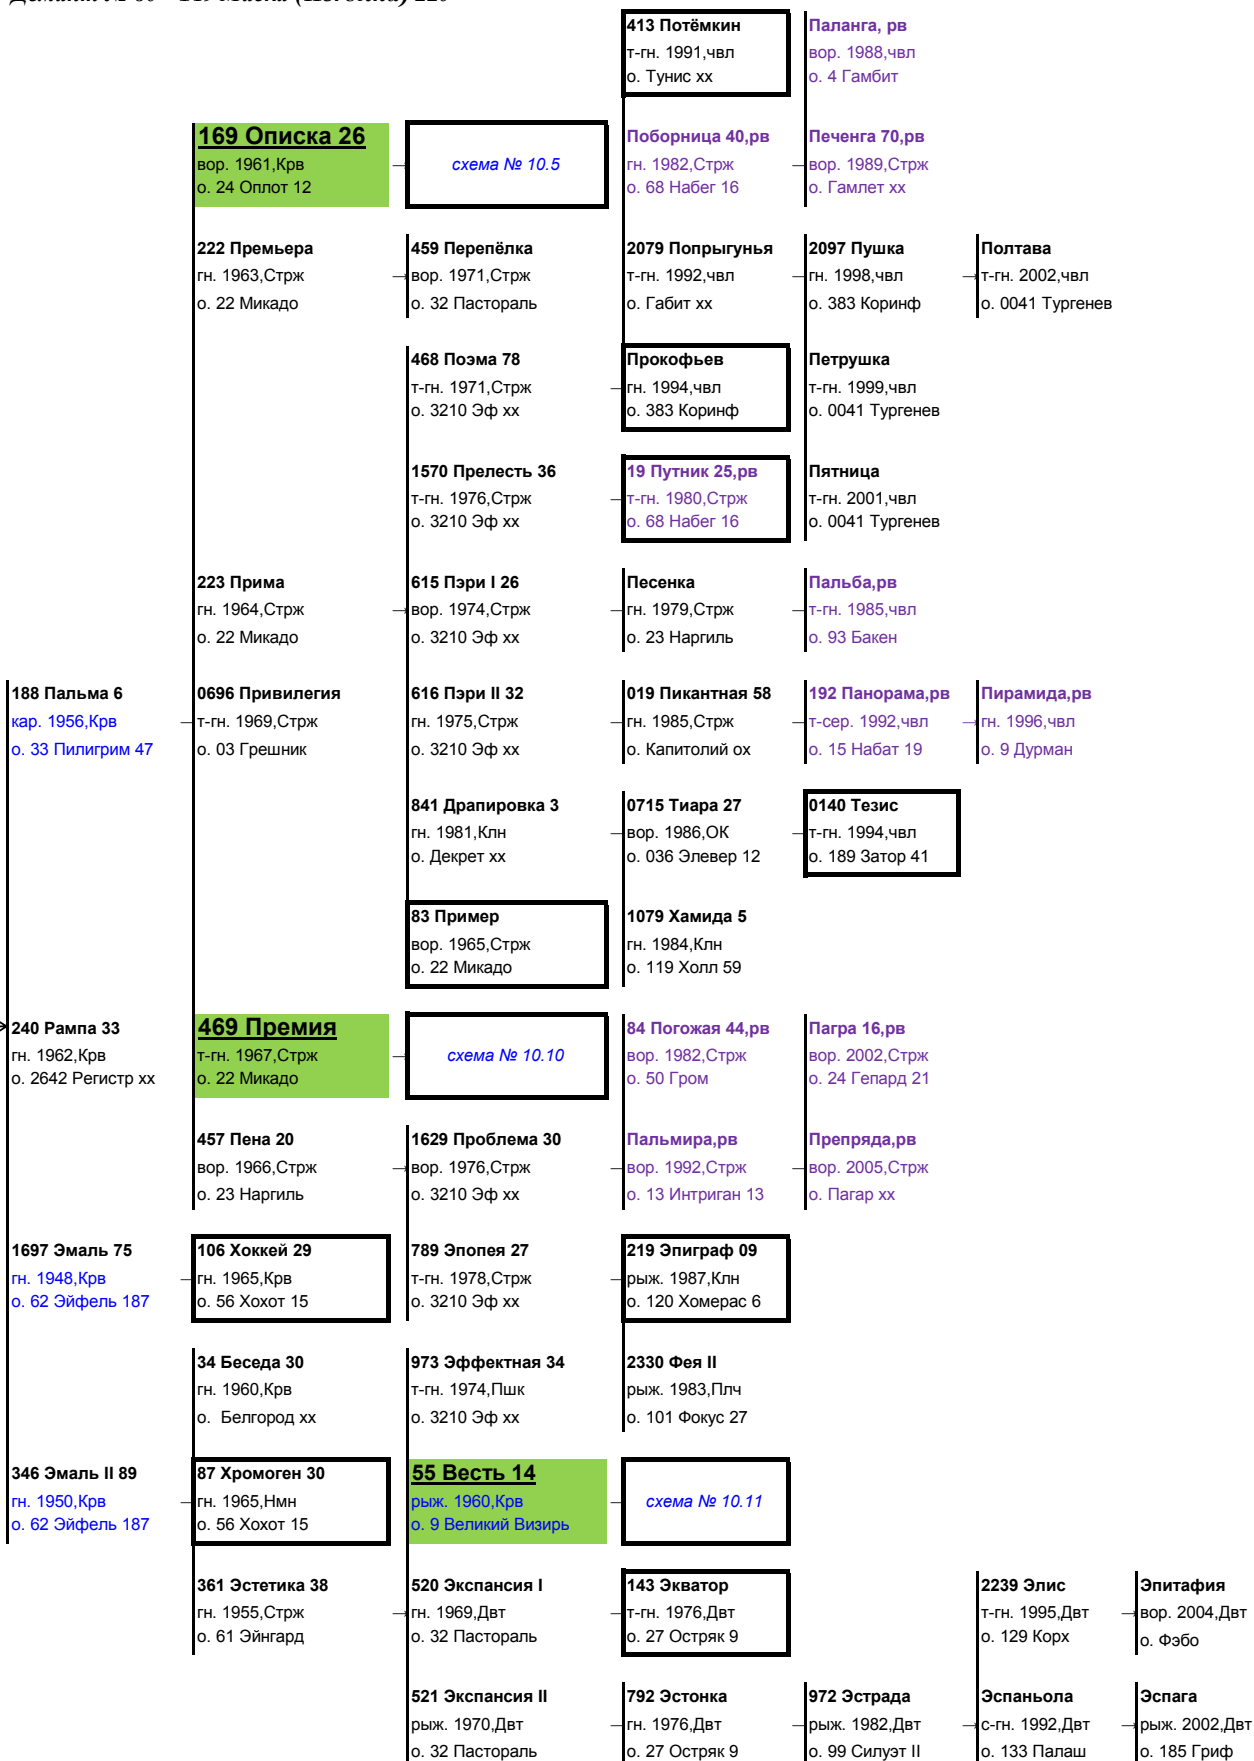 413 Потёмкин
т-гн. 1991,чвл
о. Тунис хх
Паланга, рв
вор. 1988,чвл
о. 4 Гамбит
169 Описка 26
вор. 1961,Крв
о. 24 Оплот 12
схема № 10.5
Поборница 40,рв
гн. 1982,Стрж
о. 68 Набег 16
Печенга 70,рв
вор. 1989,Стрж
о. Гамлет хх
222 Премьера
гн. 1963,Стрж
о. 22 Микадо
459 Перепёлка
вор. 1971,Стрж
о. 32 Пастораль
2079 Попрыгунья
т-гн. 1992,чвл
о. Габит хх
2097 Пушка
гн. 1998,чвл
о. 383 Коринф
Полтава
т-гн. 2002,чвл
о. 0041 Тургенев
468 Поэма 78
т-гн. 1971,Стрж
о. 3210 Эф хх
Прокофьев
гн. 1994,чвл
о. 383 Коринф
Петрушка
т-гн. 1999,чвл
о. 0041 Тургенев
1570 Прелесть 36
т-гн. 1976,Стрж
о. 3210 Эф хх
19 Путник 25,рв
т-гн. 1980,Стрж
о. 68 Набег 16
Пятница
т-гн. 2001,чвл
о. 0041 Тургенев
223 Прима
гн. 1964,Стрж
о. 22 Микадо
615 Пэри I 26
вор. 1974,Стрж
о. 3210 Эф хх
Песенка
гн. 1979,Стрж
о. 23 Наргиль
Пальба,рв
т-гн. 1985,чвл
о. 93 Бакен
188 Пальма 6
кар. 1956,Крв
о. 33 Пилигрим 47
0696 Привилегия
т-гн. 1969,Стрж
о. 03 Грешник
616 Пэри II 32
гн. 1975,Стрж
о. 3210 Эф хх
019 Пикантная 58
гн. 1985,Стрж
о. Капитолий ох
192 Панорама,рв
т-сер. 1992,чвл
о. 15 Набат 19
Пирамида,рв
гн. 1996,чвл
о. 9 Дурман
841 Драпировка 3
гн. 1981,Клн
о. Декрет хх
0715 Тиара 27
вор. 1986,ОК
о. 036 Элевер 12
0140 Тезис
т-гн. 1994,чвл
о. 189 Затор 41
83 Пример
вор. 1965,Стрж
о. 22 Микадо
1079 Хамида 5
гн. 1984,Клн
о. 119 Холл 59
240 Рампа 33
гн. 1962,Крв
о. 2642 Регистр хх
469 Премия
т-гн. 1967,Стрж
о. 22 Микадо
схема № 10.10
84 Погожая 44,рв
вор. 1982,Стрж
о. 50 Гром
Пагра 16,рв
вор. 2002,Стрж
о. 24 Гепард 21
457 Пена 20
вор. 1966,Стрж
о. 23 Наргиль
1629 Проблема 30
вор. 1976,Стрж
о. 3210 Эф хх
Пальмира,рв
вор. 1992,Стрж
о. 13 Интриган 13
Препряда,рв
вор. 2005,Стрж
о. Пагар хх
1697 Эмаль 75
гн. 1948,Крв
о. 62 Эйфель 187
106 Хоккей 29
гн. 1965,Крв
о. 56 Хохот 15
789 Эпопея 27
т-гн. 1978,Стрж
о. 3210 Эф хх
219 Эпиграф 09
рыж. 1987,Клн
о. 120 Хомерас 6
34 Беседа 30
гн. 1960,Крв
о. Белгород хх
973 Эффектная 34
т-гн. 1974,Пшк
о. 3210 Эф хх
2330 Фея II
рыж. 1983,Плч
о. 101 Фокус 27
346 Эмаль II 89
гн. 1950,Крв
о. 62 Эйфель 187
87 Хромоген 30
гн. 1965,Нмн
о. 56 Хохот 15
55 Весть 14
рыж. 1960,Крв
о. 9 Великий Визирь
схема № 10.11
361 Эстетика 38
гн. 1955,Стрж
о. 61 Эйнгард
520 Экспансия I
гн. 1969,Двт
о. 32 Пастораль
143 Экватор
т-гн. 1976,Двт
о. 27 Остряк 9
2239 Элис
т-гн. 1995,Двт
о. 129 Корх
Эпитафия
вор. 2004,Двт
о. Фэбо
521 Экспансия II
рыж. 1970,Двт
о. 32 Пастораль
792 Эстонка
гн. 1976,Двт
о. 27 Остряк 9
972 Эстрада
рыж. 1982,Двт
о. 99 Силуэт II
Эспаньола
с-гн. 1992,Двт
о. 133 Палаш
Эспага
рыж. 2002,Двт
о. 185 Гриф